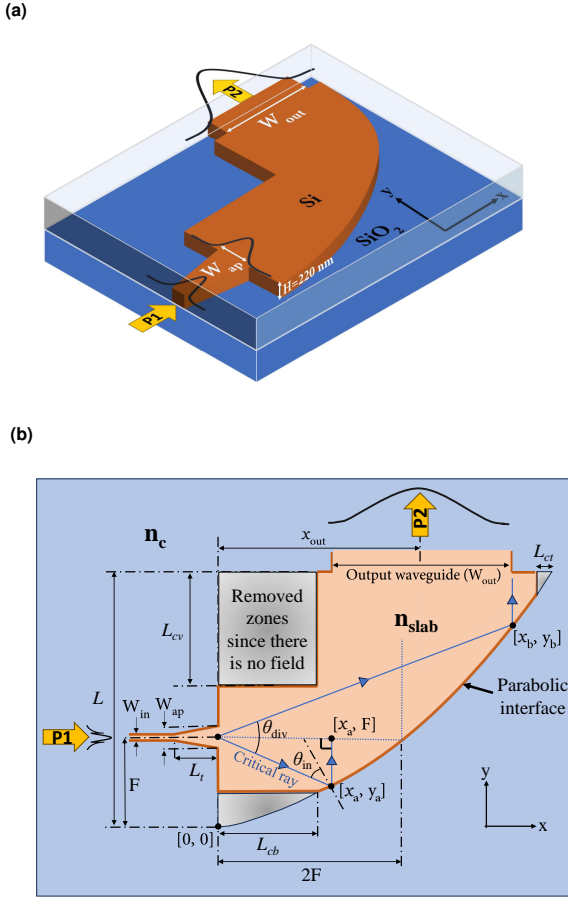 (a)
P2
W out
Si
y
x
SiO2
W ap
H=220 nm
P1
(b)
P2
nc
xout
Lct
Output waveguide (Wout)
Removed
zones
since there
is no field
nslab
Lcv
[xb, yb]
L
Parabolic
interface
Win
Wap
P1
θdiv
[xa, F]
θin
Lt
Critical ray
F
[xa, ya]
y
x
[0, 0]
Lcb
2F